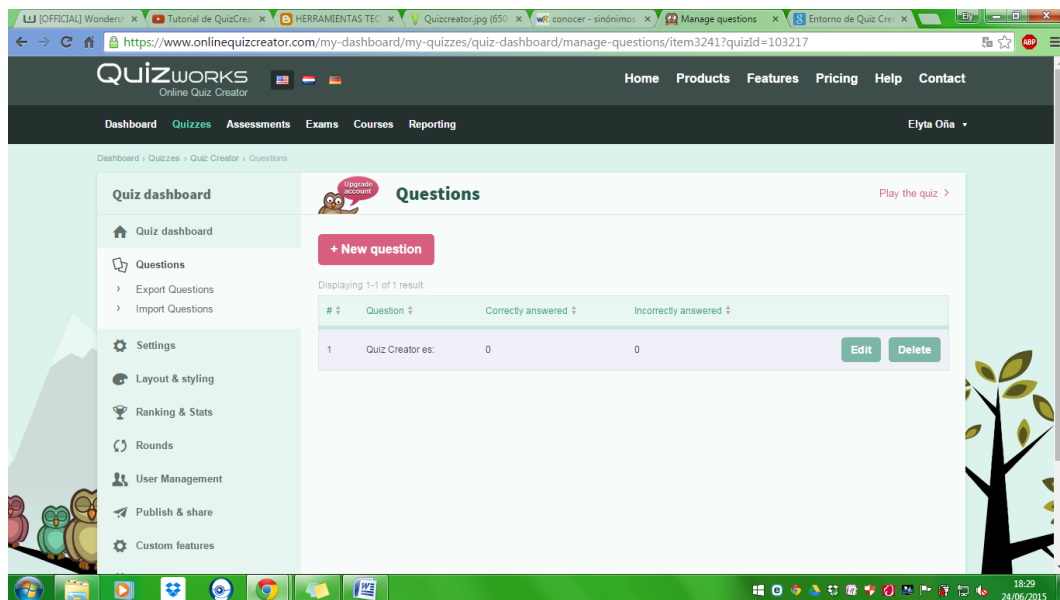 [OFFICIAL] Wonders
Tutorial de QuizCrea
HERRAMIENTAS TEC
Quizcreator.jpg (650
conocer - sinónimos
Manage questions
Entorno de Quiz Crea
Ely
https://www.onlinequizcreator.com/my-dashboard/my-quizzes/quiz-dashboard/manage-questions/item3241?quizId=103217
ABP
QUIZWORKS
Online Quiz Creator
Home Products Features Pricing Help Contact
Dashboard Quizzes Assessments Exams Courses Reporting
Elyta Oña
Dashboard › Quizzes › Quiz Creator › Questions
Quiz dashboard
Upgrade account
Questions
Play the quiz >
Quiz dashboard
Questions
› Export Questions
› Import Questions
Settings
Layout & styling
Ranking & Stats
Rounds
User Management
Publish & share
Custom features
+ New question
Displaying 1-1 of 1 result.
# Question Correctly answered Incorrectly answered
1 Quiz Creator es: 0 0 Edit Delete
18:29
24/06/2015